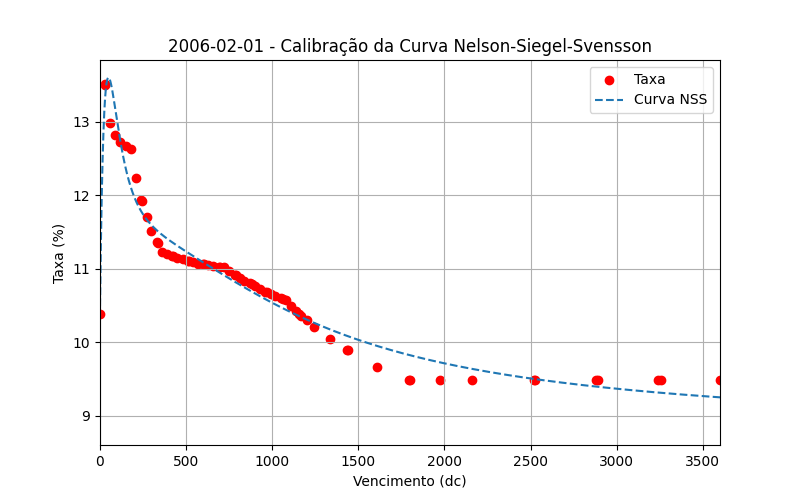 2006-02-01 - Calibração da Curva Nelson-Siegel-Svensson
Taxa
Curva NSS
Taxa (%)
13
12
11
10
9
0 500 1000 1500 2000 2500 3000 3500
Vencimento (dc)